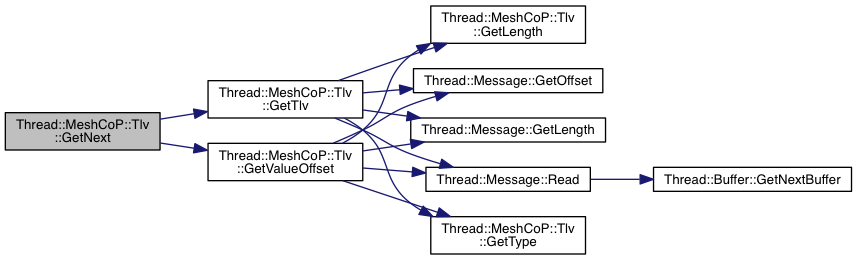 Thread::MeshCoP::Tlv
::GetNext
Thread::MeshCoP::Tlv
::GetTlv
Thread::MeshCoP::Tlv
::GetValueOffset
Thread::MeshCoP::Tlv
::GetLength
Thread::Message::GetOffset
Thread::Message::GetLength
Thread::Message::Read
Thread::MeshCoP::Tlv
::GetType
Thread::Buffer::GetNextBuffer